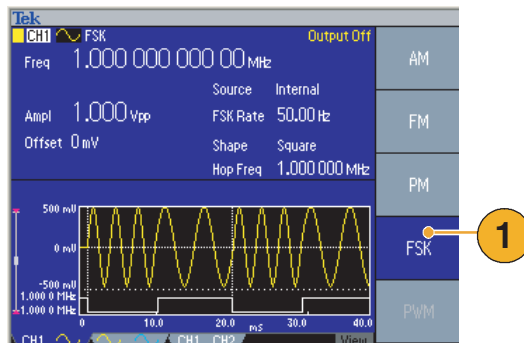 Tek
CH1 FSK Output Off
Freq 1.000 000 000 00 MHz
AM
Source Internal
Ampl 1.000 Vpp FSK Rate 50.00 Hz
FM
Offset 0 mV Shape Square
Hop Freq 1.000 000 MHz
PM
500 mU
0 mU
-500 mU
FSK
1
1.000 0 MHz
1.000 0 MHz
PWM
0 10.0 20.0 ms 30.0 40.0
CH1 CH1 CH2 View